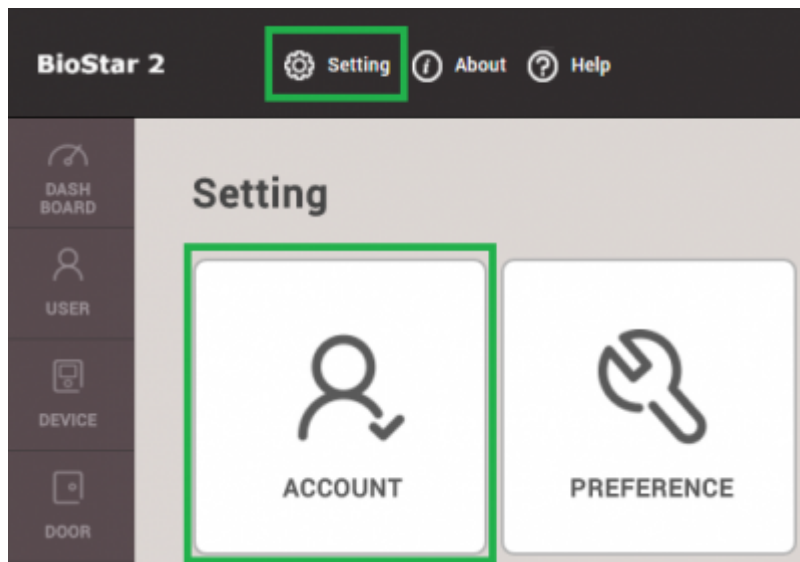 BioStar 2
Setting
About
Help
DASH
BOARD
USER
DEVICE
DOOR
Setting
ACCOUNT
PREFERENCE